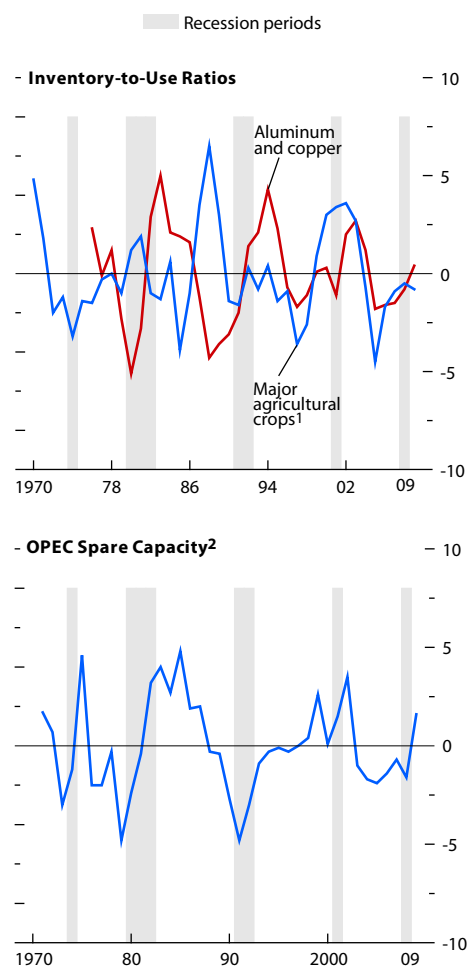 Recession periods
Inventory-to-Use Ratios
10
Aluminum
and copper
5
0
Major
agricultural
crops1
-5
-10
1970 78 86 94 02 09
OPEC Spare Capacity2
10
5
0
-5
-10
1970 80 90 2000 09